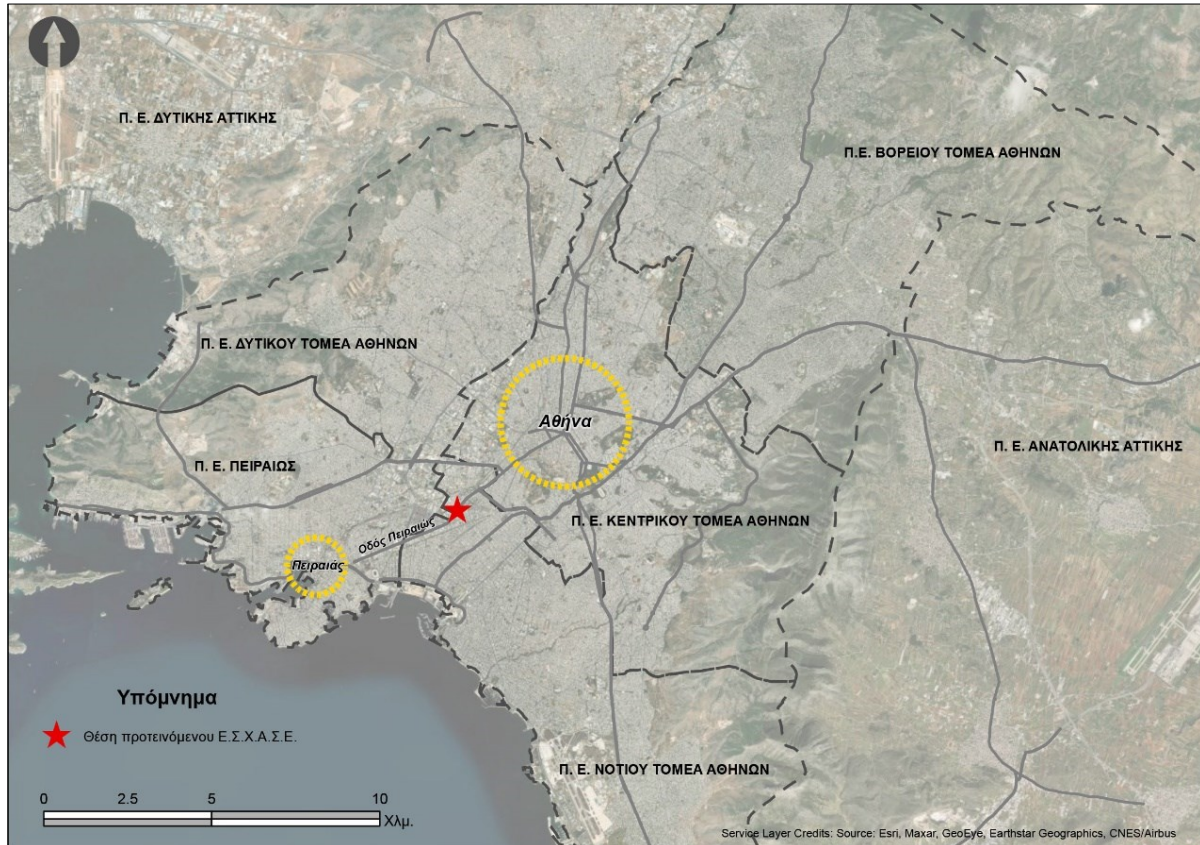 Π. Ε. ΔΥΤΙΚΗΣ ΑΤΤΙΚΗΣ
Π.Ε. ΒΟΡΕΙΟΥ ΤΟΜΕΑ ΑΘΗΝΩΝ
Π. Ε. ΔΥΤΙΚΟΥ ΤΟΜΕΑ ΑΘΗΝΩΝ
Αθήνα
Π. Ε. ΑΝΑΤΟΛΙΚΗΣ ΑΤΤΙΚΗΣ
Π. Ε. ΠΕΙΡΑΙΩΣ
Π. Ε. ΚΕΝΤΡΙΚΟΥ ΤΟΜΕΑ ΑΘΗΝΩΝ
Οδός Πειραιώς
Πειραιάς
Υπόμνημα
Θέση προτεινόμενου Ε.Σ.Χ.Α.Σ.Ε.
Π. Ε. ΝΟΤΙΟΥ ΤΟΜΕΑ ΑΘΗΝΩΝ
0 2.5 5 10
Χλμ.
Service Layer Credits: Source: Esri, Maxar, GeoEye, Earthstar Geographics, CNES/Airbus